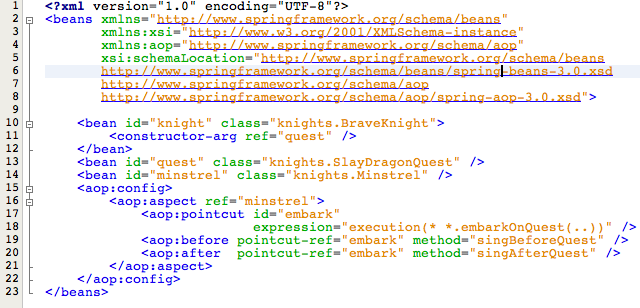 1 <?xml version="1.0" encoding="UTF-8"?>
2 <beans xmlns="http://www.springframework.org/schema/beans"
3 xmlns:xsi="http://www.w3.org/2001/XMLSchema-instance"
4 xmlns:aop="http://www.springframework.org/schema/aop"
5 xsi:schemaLocation="http://www.springframework.org/schema/beans
6 http://www.springframework.org/schema/beans/spring-beans-3.0.xsd
7 http://www.springframework.org/schema/aop
8 http://www.springframework.org/schema/aop/spring-aop-3.0.xsd">
9
10 <bean id="knight" class="knights.BraveKnight">
11 <constructor-arg ref="quest" />
12 </bean>
13 <bean id="quest" class="knights.SlayDragonQuest" />
14 <bean id="minstrel" class="knights.Minstrel" />
15 <aop:config>
16 <aop:aspect ref="minstrel">
17 <aop:pointcut id="embark"
18 expression="execution(* *.embarkOnQuest(..))" />
19 <aop:before pointcut-ref="embark" method="singBeforeQuest" />
20 <aop:after pointcut-ref="embark" method="singAfterQuest" />
21 </aop:aspect>
22 </aop:config>
23 </beans>